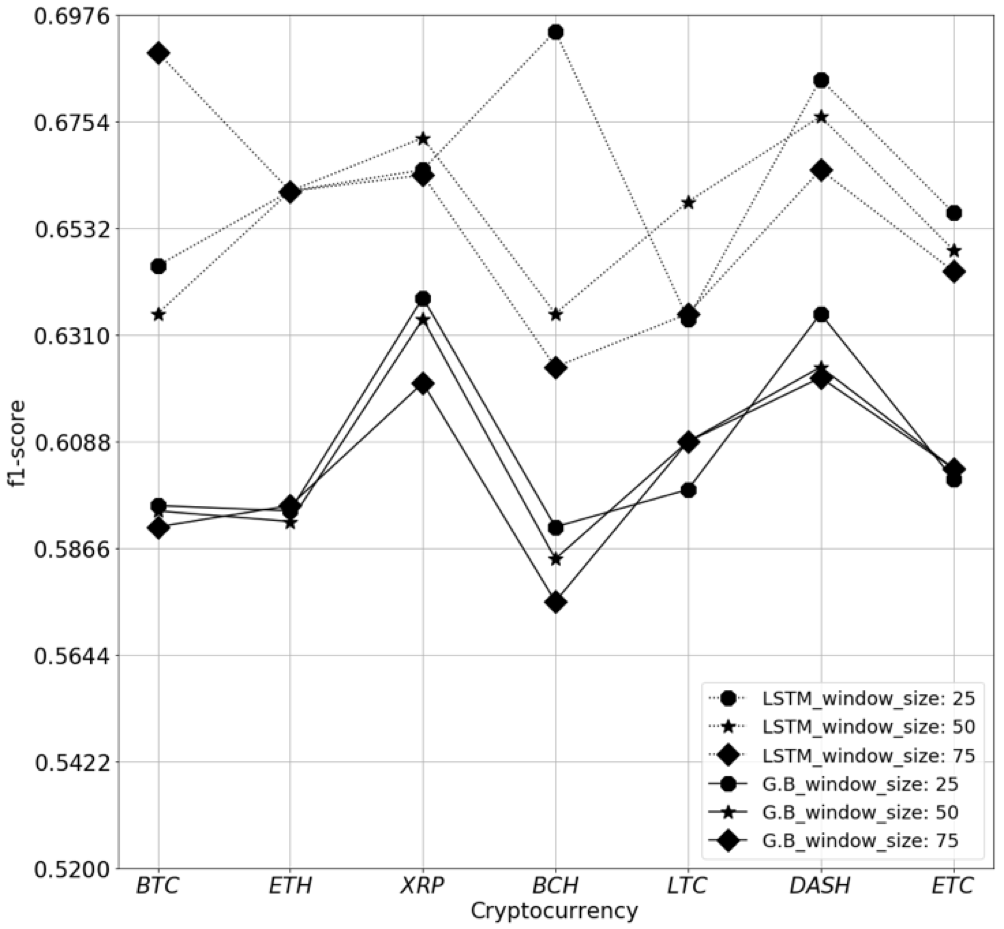 0.6976
0.6754
0.6532
0.6310
0.6088
0.5866
0.5644
0.5422
0.5200
f1-score
LSTM_window_size: 25
LSTM_window_size: 50
LSTM_window_size: 75
G.B_window_size: 25
G.B_window_size: 50
G.B_window_size: 75
BTC ETH XRP BCH LTC DASH ETC
Cryptocurrency